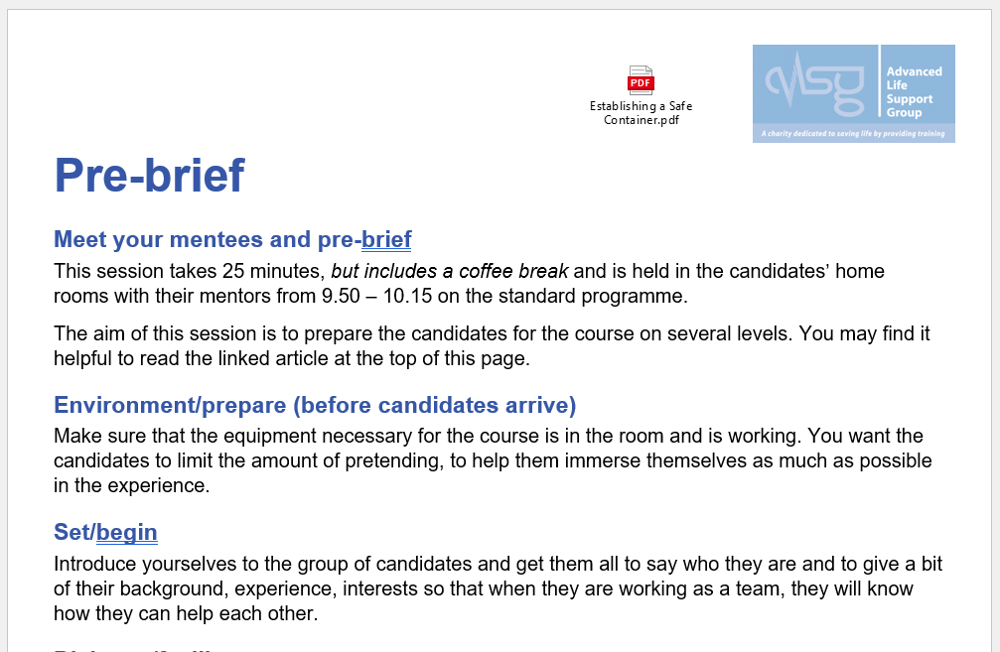 PDF
Establishing a Safe
Container.pdf
alsg
Advanced
Life
Support
Group
A charity dedicated to saving life by providing training
Pre-brief
Meet your mentees and pre-brief
This session takes 25 minutes, but includes a coffee break and is held in the candidates’ home
rooms with their mentors from 9.50 – 10.15 on the standard programme.
The aim of this session is to prepare the candidates for the course on several levels. You may find it
helpful to read the linked article at the top of this page.
Environment/prepare (before candidates arrive)
Make sure that the equipment necessary for the course is in the room and is working. You want the
candidates to limit the amount of pretending, to help them immerse themselves as much as possible
in the experience.
Set/begin
Introduce yourselves to the group of candidates and get them all to say who they are and to give a bit
of their background, experience, interests so that when they are working as a team, they will know
how they can help each other.